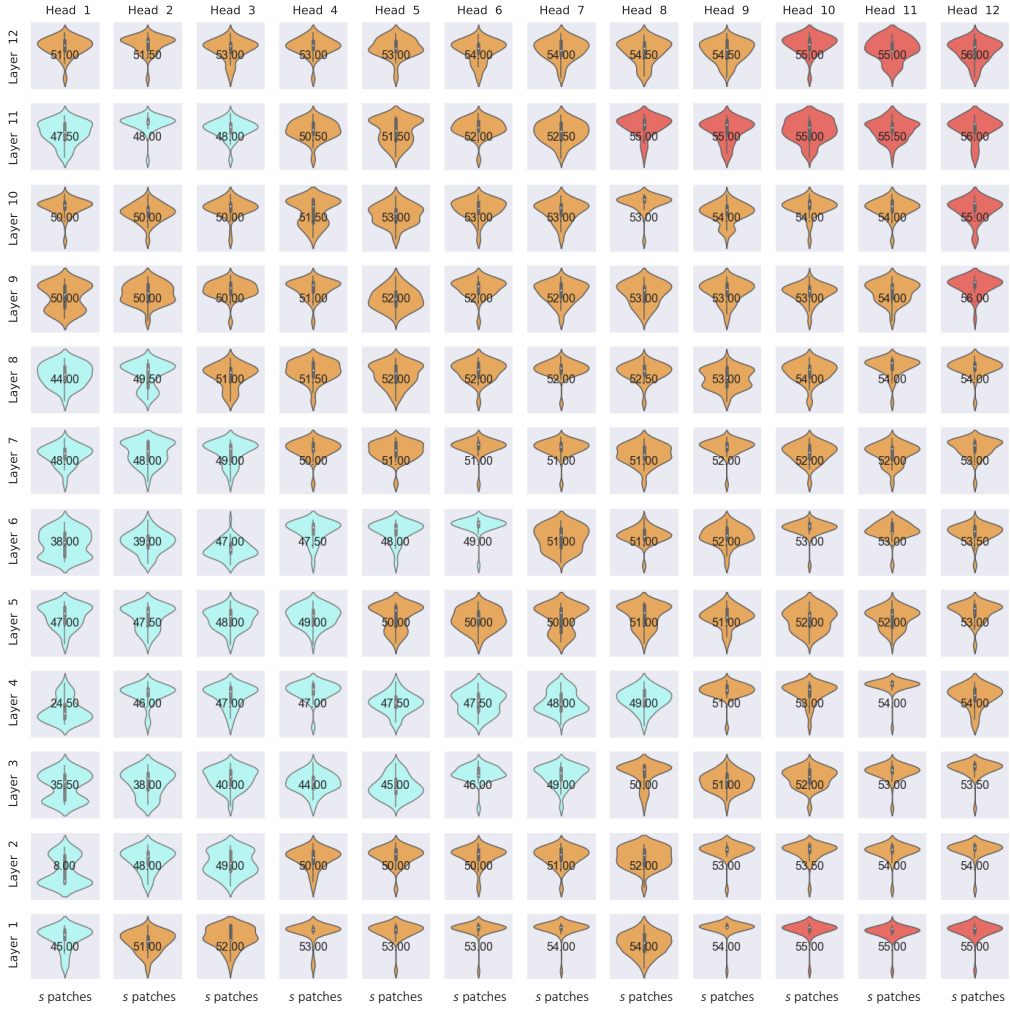 Head 1 Head 2 Head 3 Head 4 Head 5 Head 6 Head 7 Head 8 Head 9 Head 10 Head 11 Head 12
Layer 12 51.00 51.50 53.00 53.00 53.00 54.00 54.00 54.50 54.50 55.00 55.00 56.00
Layer 11 47.50 48.00 48.00 50.50 51.50 52.00 52.50 55.00 55.00 55.00 55.50 56.00
Layer 10 50.00 50.00 50.00 51.50 53.00 53.00 53.00 53.00 54.00 54.00 54.00 55.00
Layer 9 50.00 50.00 50.00 51.00 52.00 52.00 52.00 53.00 53.00 53.00 54.00 56.00
Layer 8 44.00 49.50 51.00 51.50 52.00 52.00 52.00 52.50 53.00 54.00 54.00 54.00
Layer 7 48.00 48.00 49.00 50.00 51.00 51.00 51.00 51.00 52.00 52.00 52.00 53.00
Layer 6 38.00 39.00 47.00 47.50 48.00 49.00 51.00 51.00 52.00 53.00 53.00 53.50
Layer 5 47.00 47.50 48.00 49.00 50.00 50.00 50.00 51.00 51.00 52.00 52.00 53.00
Layer 4 24.50 46.00 47.00 47.00 47.50 47.50 48.00 49.00 51.00 53.00 54.00 54.00
Layer 3 35.50 38.00 40.00 44.00 45.00 46.00 49.00 50.00 51.00 52.00 53.00 53.50
Layer 2 8.00 48.00 49.00 50.00 50.00 50.00 51.00 52.00 53.00 53.50 54.00 54.00
Layer 1 45.00 51.00 52.00 53.00 53.00 53.00 54.00 54.00 54.00 55.00 55.00 55.00
s patches s patches s patches s patches s patches s patches s patches s patches s patches s patches s patches s patches